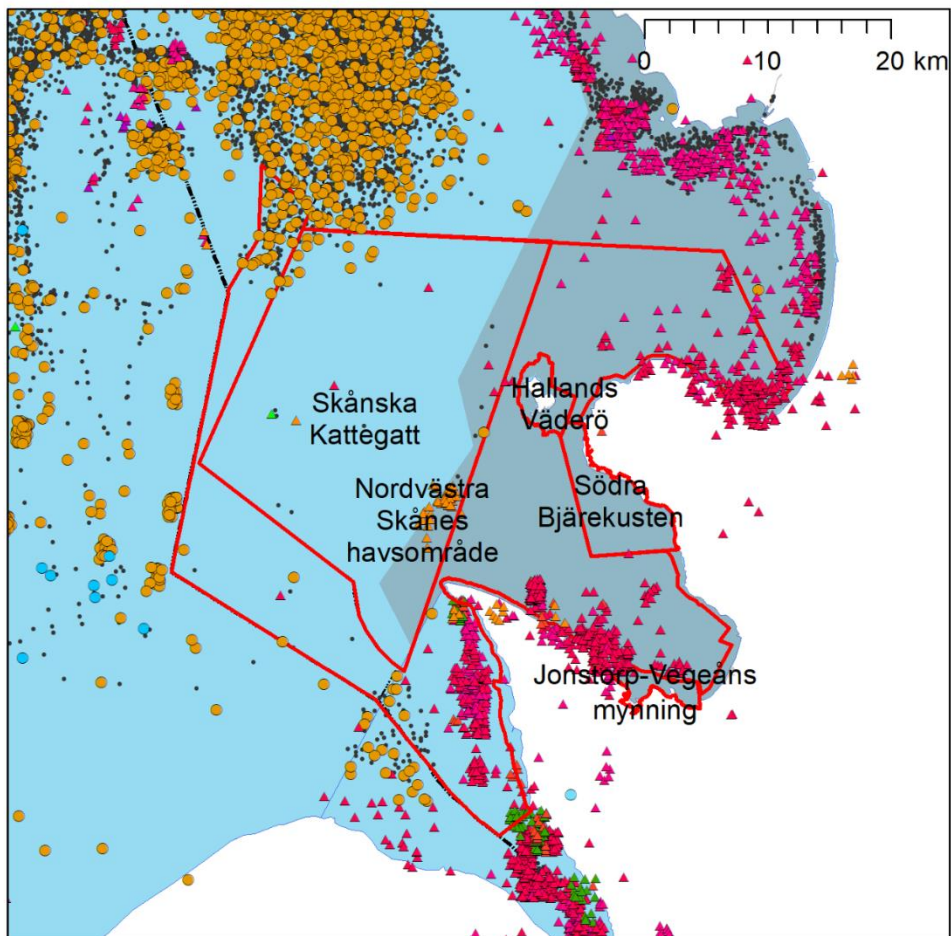 0 10 20 km
Hallands
Väderö
Skånska
Kattegatt
Nordvästra
Skånes
havsområde
Södra
Bjärekusten
Jonstorp-Vegeåns
mynning